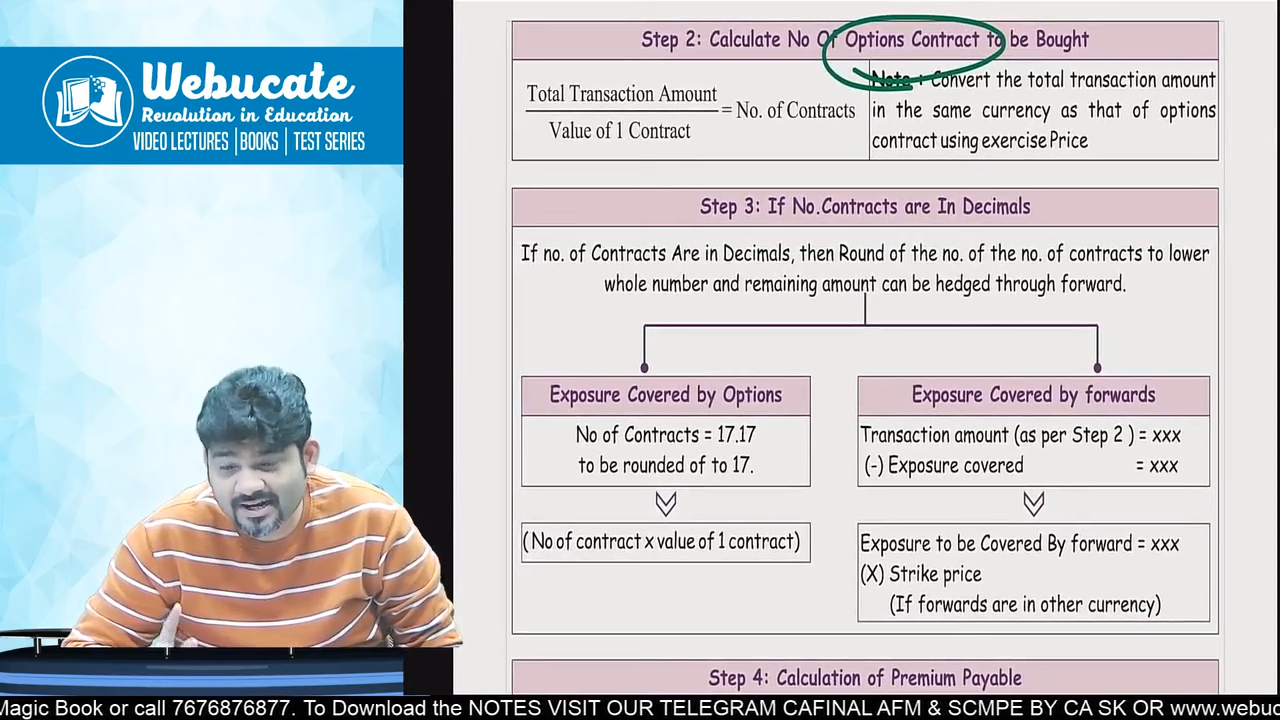 Webucate
Revolution in Education
VIDEO LECTURES | BOOKS | TEST SERIES
Step 2: Calculate No Of Options Contract to be Bought
Total Transaction Amount
Value of 1 Contract
= No. of Contracts
Note : Convert the total transaction amount
in the same currency as that of options
contract using exercise Price
Step 3: If No.Contracts are In Decimals
If no. of Contracts Are in Decimals, then Round of the no. of the no. of contracts to lower
whole number and remaining amount can be hedged through forward.
Exposure Covered by Options
No of Contracts = 17.17
to be rounded of to 17.
(No of contract x value of 1 contract)
Exposure Covered by forwards
Transaction amount (as per Step 2 ) = xxx
(-) Exposure covered = xxx
Exposure to be Covered By forward = xxx
(X) Strike price
(If forwards are in other currency)
Step 4: Calculation of Premium Payable
Magic Book or call 7676876877. To Download the NOTES VISIT OUR TELEGRAM CAFINAL AFM & SCMPE BY CA SK OR www.webuc